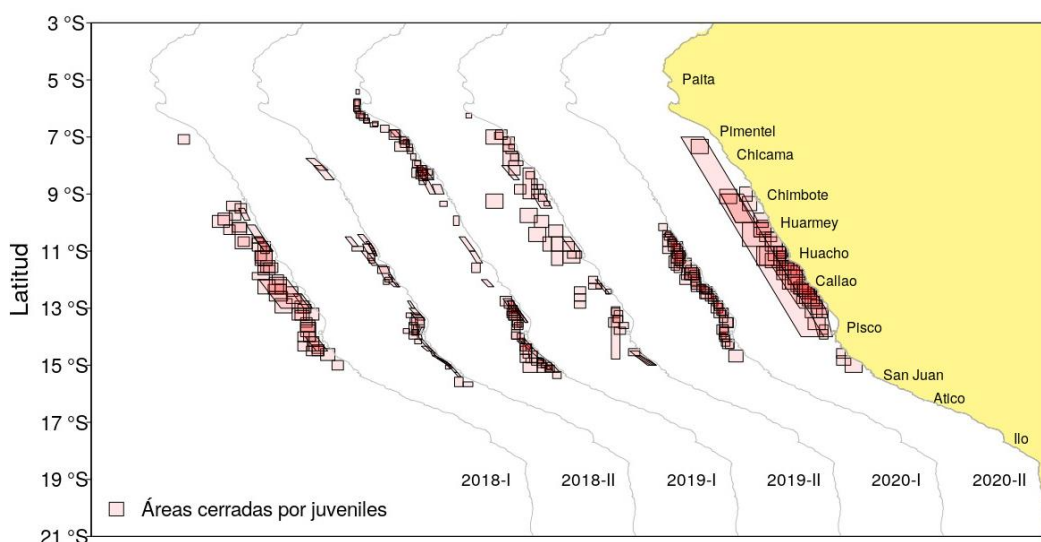 3 °S
5 °S
7 °S
9 °S
11 °S
13 °S
15 °S
17 °S
19 °S
21 °S
Latitud
Paita
Pimentel
Chicama
Chimbote
Huarmey
Huacho
Callao
Pisco
San Juan
Atico
Ilo
2018-I
2018-II
2019-I
2019-II
2020-I
2020-II
Áreas cerradas por juveniles